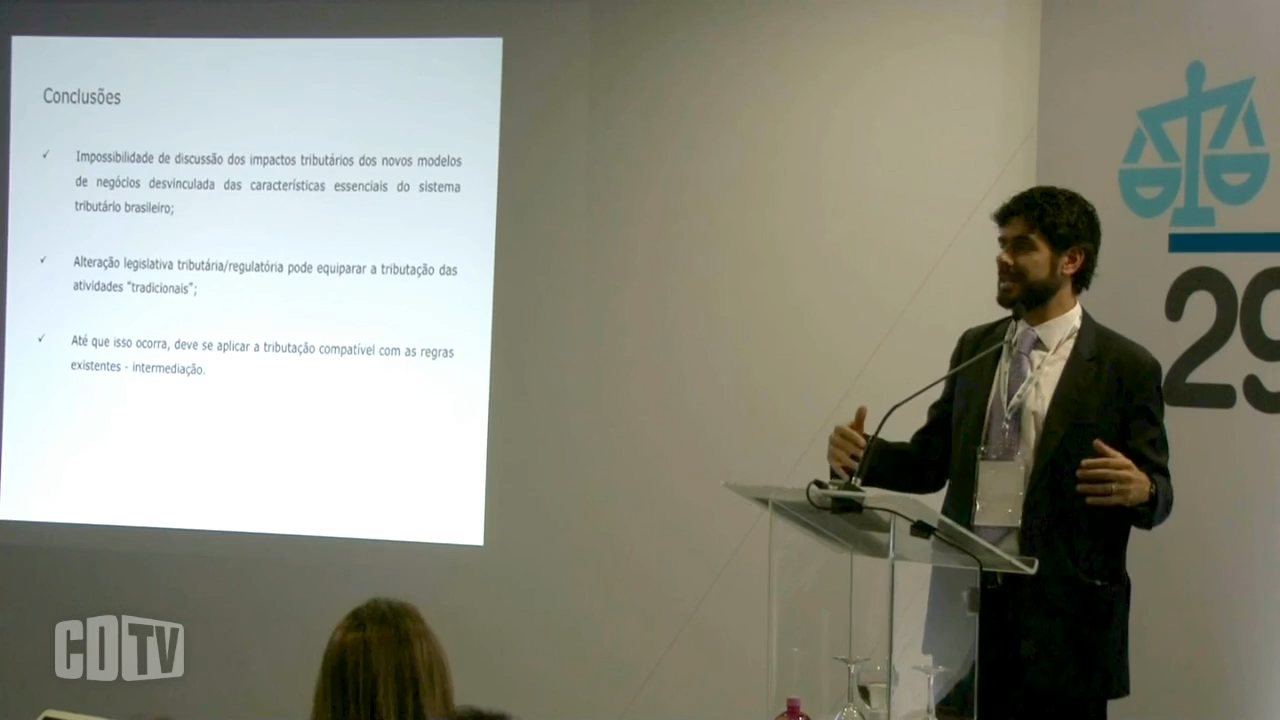 Conclusões
✓ Impossibilidade de discussão dos impactos tributários dos novos modelos
de negócios desvinculada das características essenciais do sistema
tributário brasileiro;
✓ Alteração legislativa tributária/regulatória pode equiparar a tributação das
atividades "tradicionais";
✓ Até que isso ocorra, deve se aplicar a tributação compatível com as regras
existentes - intermediação.
29
CDTV